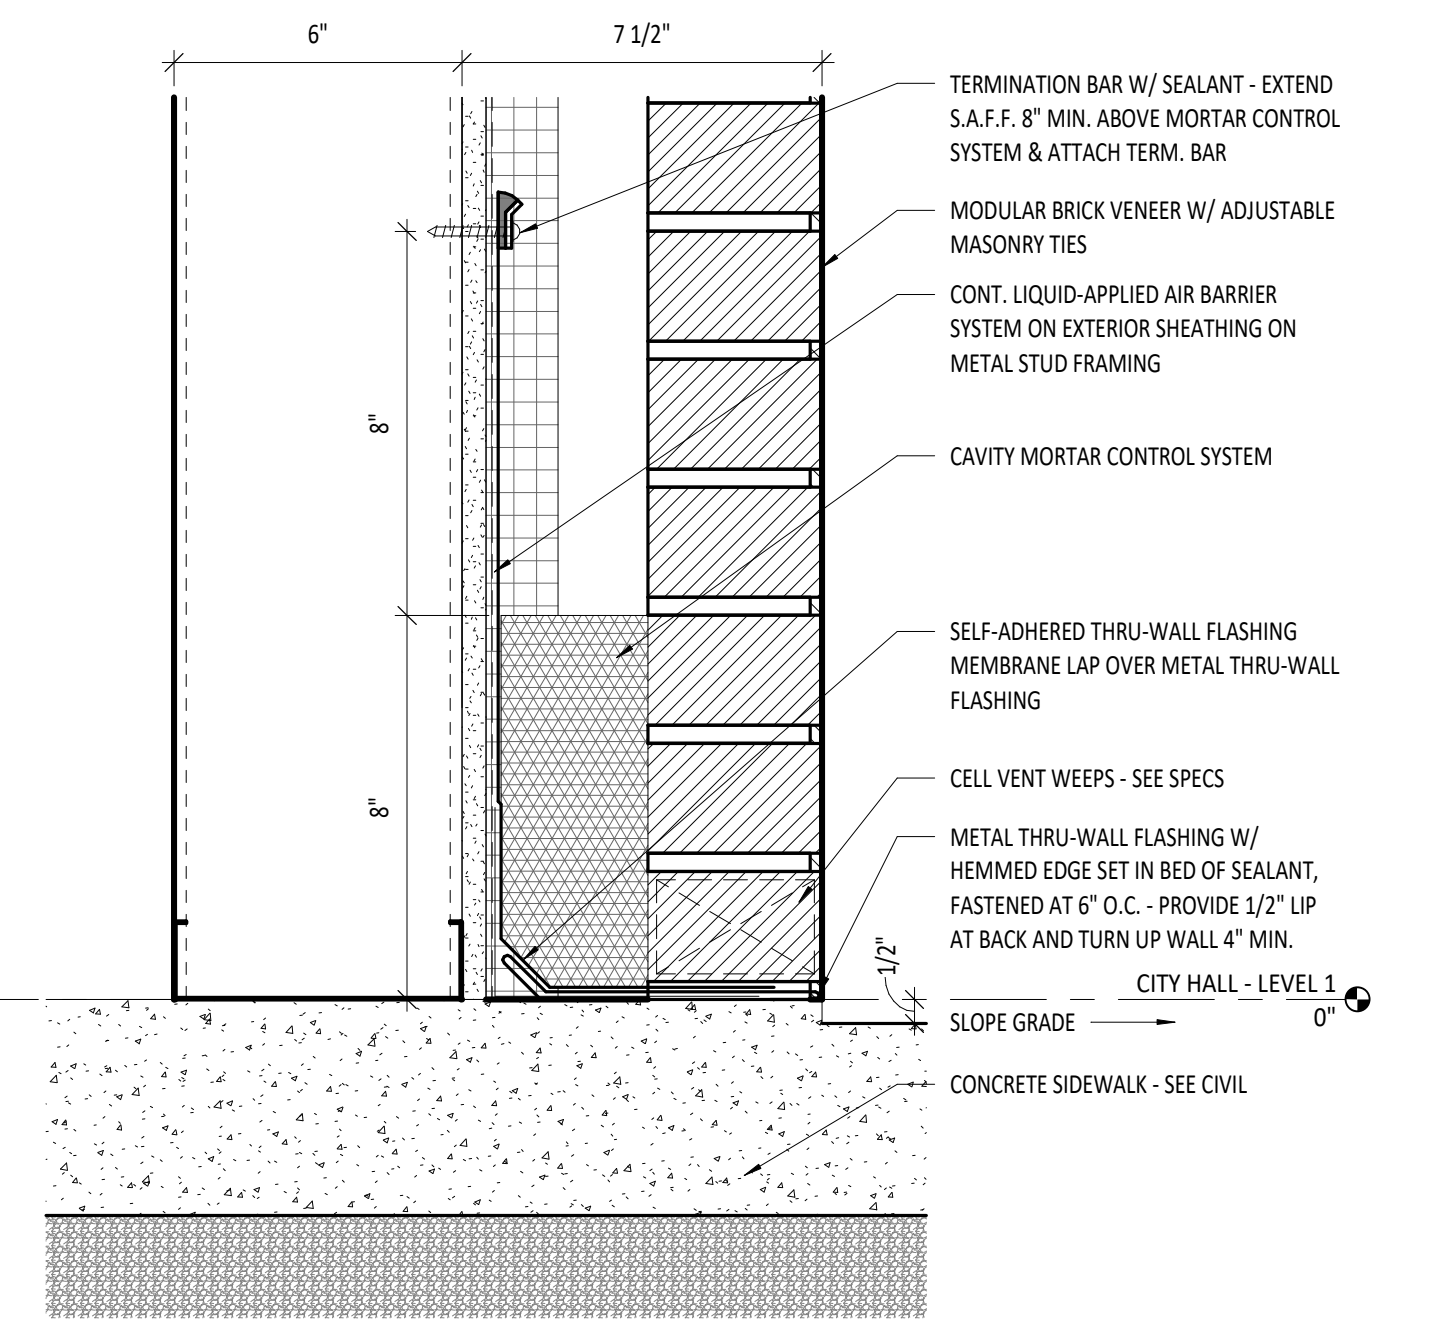 6"
7 1/2"
TERMINATION BAR W/ SEALANT - EXTEND
S.A.F.F. 8" MIN. ABOVE MORTAR CONTROL
SYSTEM & ATTACH TERM. BAR
MODULAR BRICK VENEER W/ ADJUSTABLE
MASONRY TIES
CONT. LIQUID-APPLIED AIR BARRIER
SYSTEM ON EXTERIOR SHEATHING ON
METAL STUD FRAMING
8"
CAVITY MORTAR CONTROL SYSTEM
SELF-ADHERED THRU-WALL FLASHING
MEMBRANE LAP OVER METAL THRU-WALL
FLASHING
8"
CELL VENT WEEPS - SEE SPECS
METAL THRU-WALL FLASHING W/
HEMMED EDGE SET IN BED OF SEALANT,
FASTENED AT 6" O.C. - PROVIDE 1/2" LIP
AT BACK AND TURN UP WALL 4" MIN.
1/2"
CITY HALL - LEVEL 1
0"
SLOPE GRADE
CONCRETE SIDEWALK - SEE CIVIL